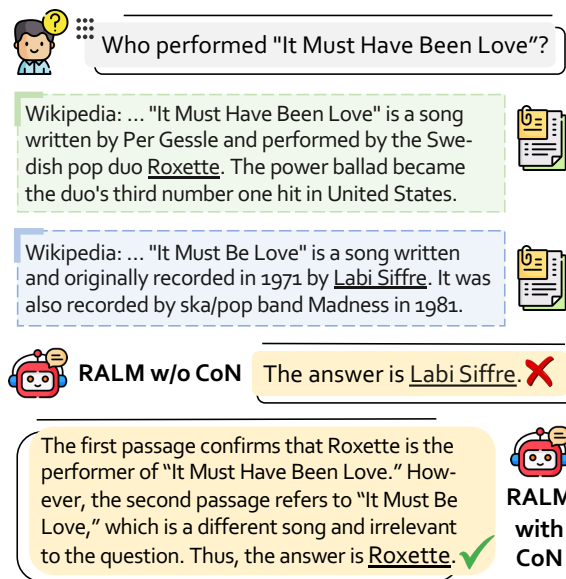 Who performed "It Must Have Been Love”?
Wikipedia: ... "It Must Have Been Love" is a song
written by Per Gessle and performed by the Swe-
dish pop duo Roxette. The power ballad became
the duo's third number one hit in United States.
Wikipedia: ... "It Must Be Love" is a song written
and originally recorded in 1971 by Labi Siffre. It was
also recorded by ska/pop band Madness in 1981.
RALM w/o CoN
The answer is Labi Siffre.
The first passage confirms that Roxette is the
performer of “It Must Have Been Love.” How-
ever, the second passage refers to “It Must Be
Love,” which is a different song and irrelevant
to the question. Thus, the answer is Roxette.
RALM
with
CoN